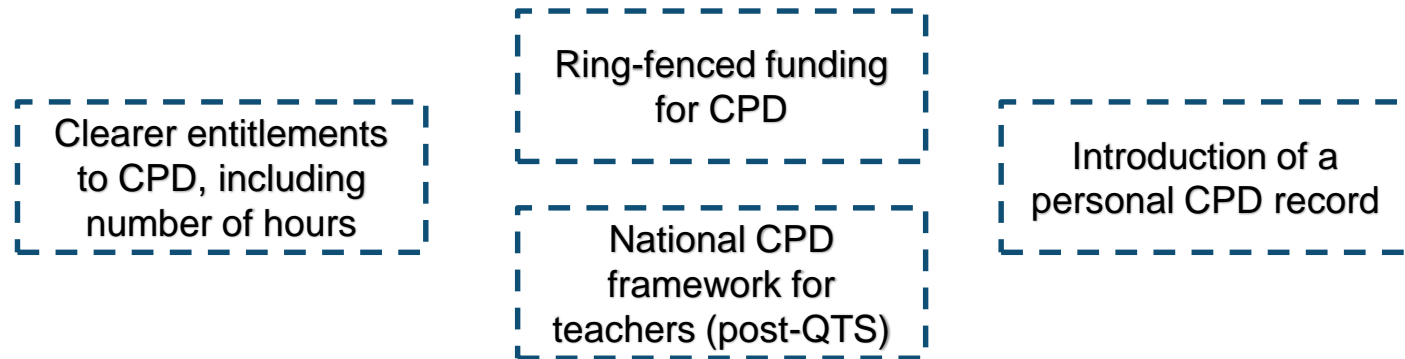 Clearer entitlements
to CPD, including
number of hours
Ring-fenced funding
for CPD
National CPD
framework for
teachers (post-QTS)
Introduction of a
personal CPD record